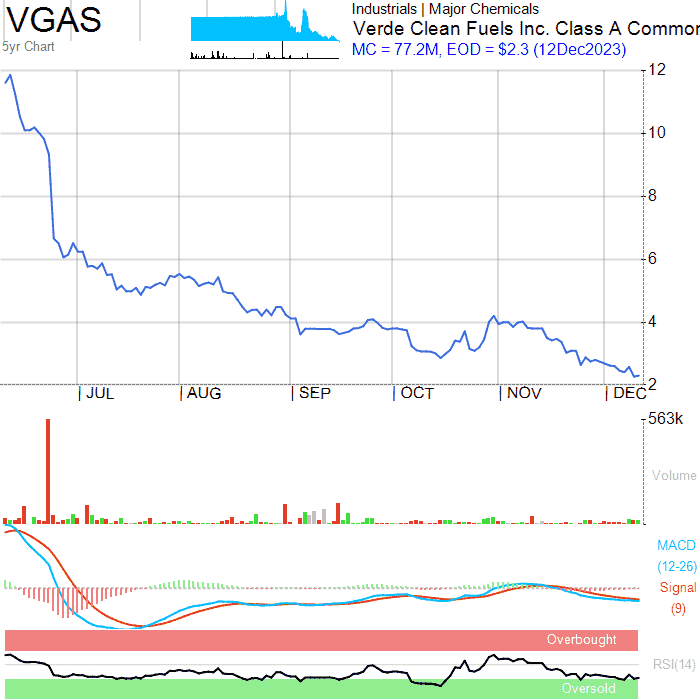 VGAS
5yr Chart
Industrials | Major Chemicals
Verde Clean Fuels Inc. Class A Common
MC = 77.2M, EOD = $2.3 (12Dec2023)
12
10
8
6
4
2
| JUL | AUG | SEP | OCT | NOV | DEC
563k
Volume
MACD
(12-26)
Signal
(9)
Overbought
RSI(14)
Oversold